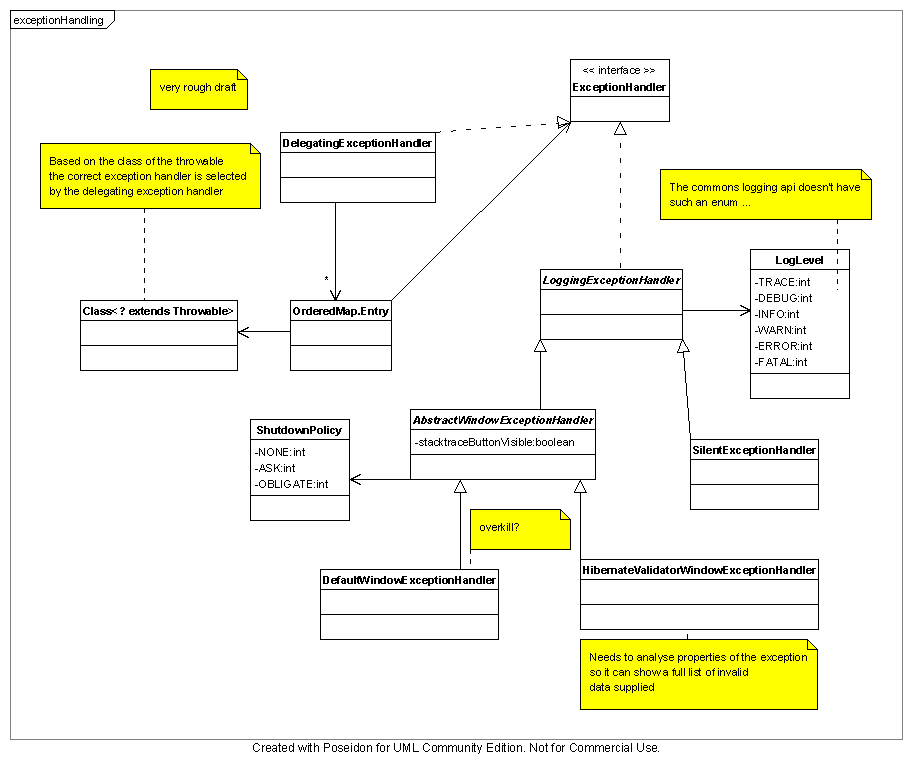 exceptionHandling
very rough draft
<< interface >>
ExceptionHandler
DelegatingExceptionHandler
Based on the class of the throwable
the correct exception handler is selected
by the delegating exception handler
The commons logging api doesn't have
such an enum ...
*
LogLevel
-TRACE:int
-DEBUG:int
-INFO:int
-WARN:int
-ERROR:int
-FATAL:int
LoggingExceptionHandler
Class< ? extends Throwable>
OrderedMap.Entry
AbstractWindowExceptionHandler
-stacktraceButtonVisible:boolean
ShutdownPolicy
-NONE:int
-ASK:int
-OBLIGATE:int
SilentExceptionHandler
overkill?
DefaultWindowExceptionHandler
HibernateValidatorWindowExceptionHandler
Needs to analyse properties of the exception
so it can show a full list of invalid
data supplied
Created with Poseidon for UML Community Edition. Not for Commercial Use.